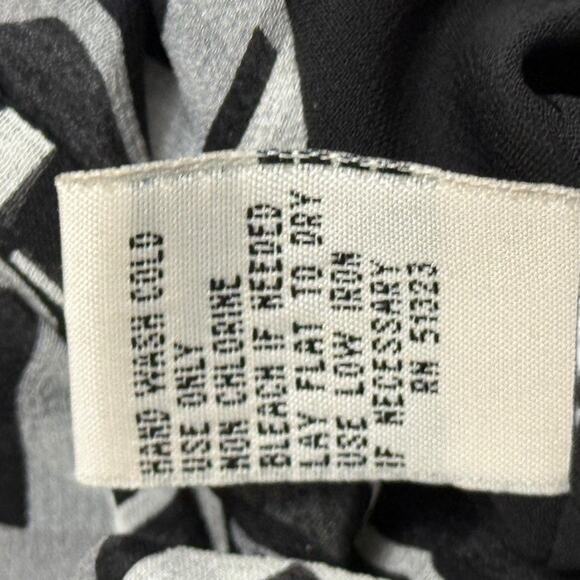 HAND WASH COLD
USE ONLY
NON CHLORINE
BLEACH IF NEEDED
LAY FLAT TO DRY
USE LOW IRON
IF NECESSARY
RN 51323